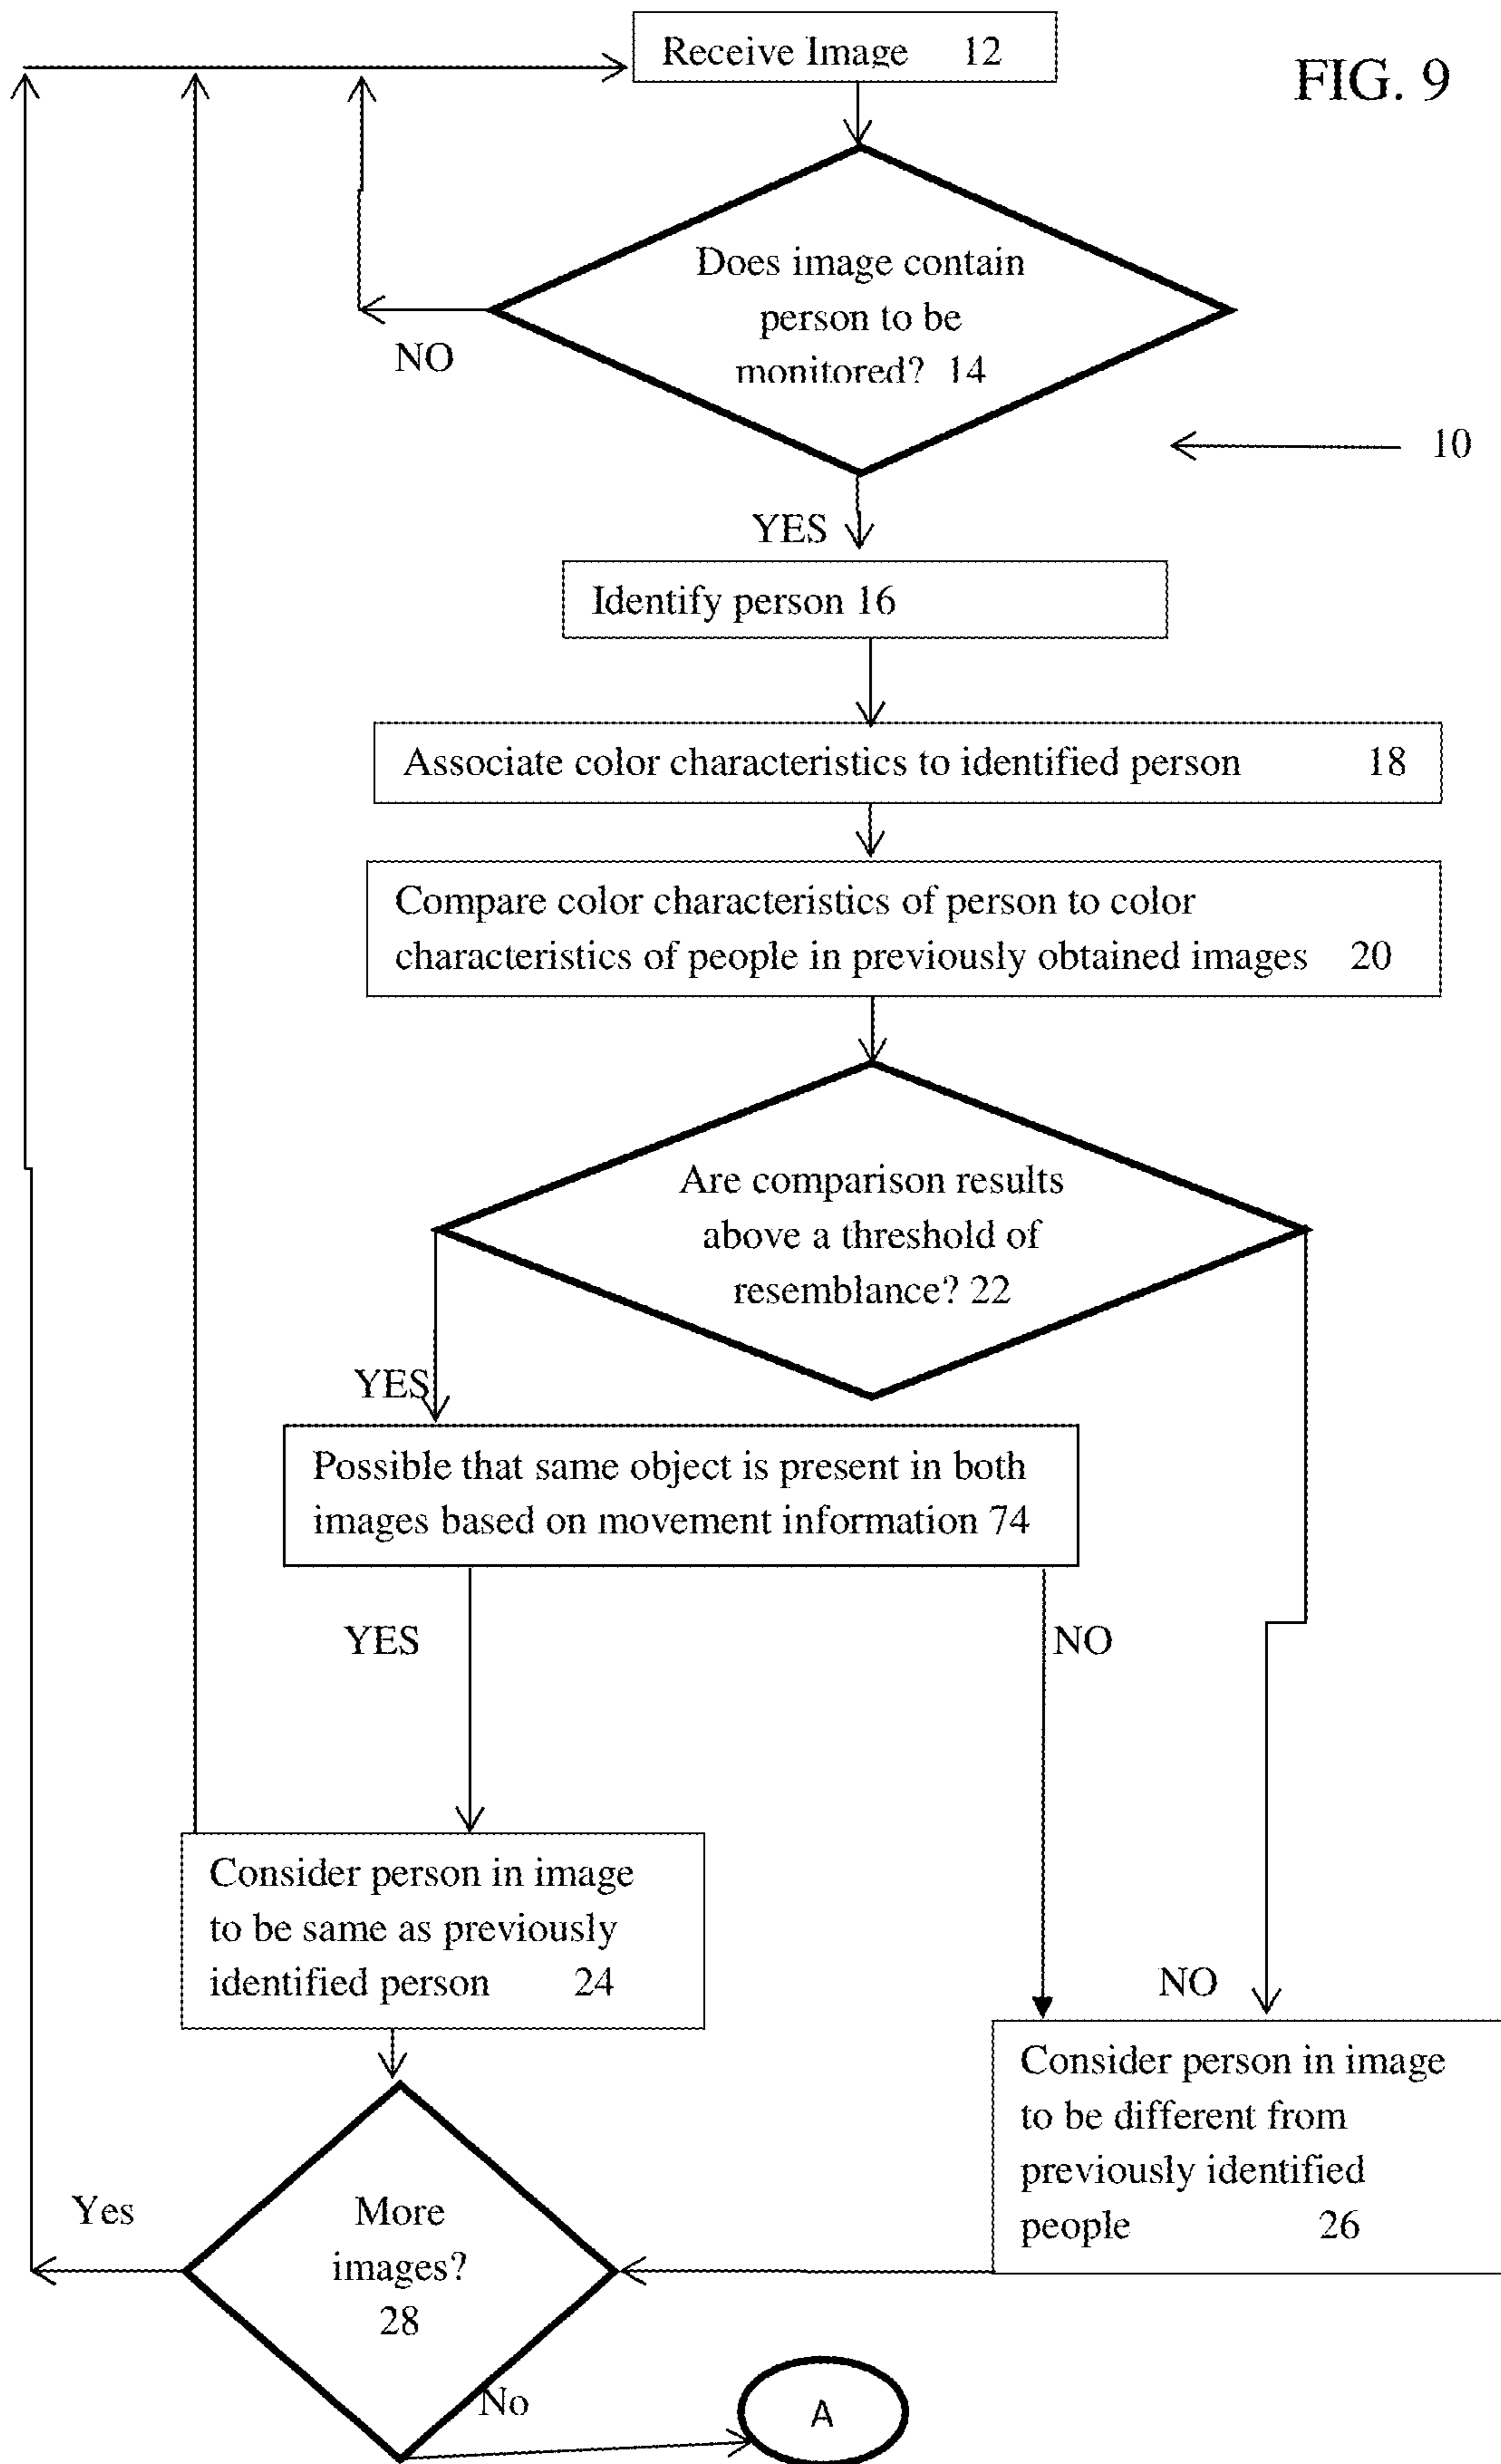 Receive Image 12
FIG. 9
Does image contain
person to be
monitored? 14
NO
10
YES
Identify person 16
Associate color characteristics to identified person 18
Compare color characteristics of person to color
characteristics of people in previously obtained images 20
Are comparison results
above a threshold of
resemblance? 22
YES
Possible that same object is present in both
images based on movement information 74
YES
NO
Consider person in image
to be same as previously
identified person 24
NO
Consider person in image
to be different from
previously identified
people 26
Yes
More
images?
28
No
A